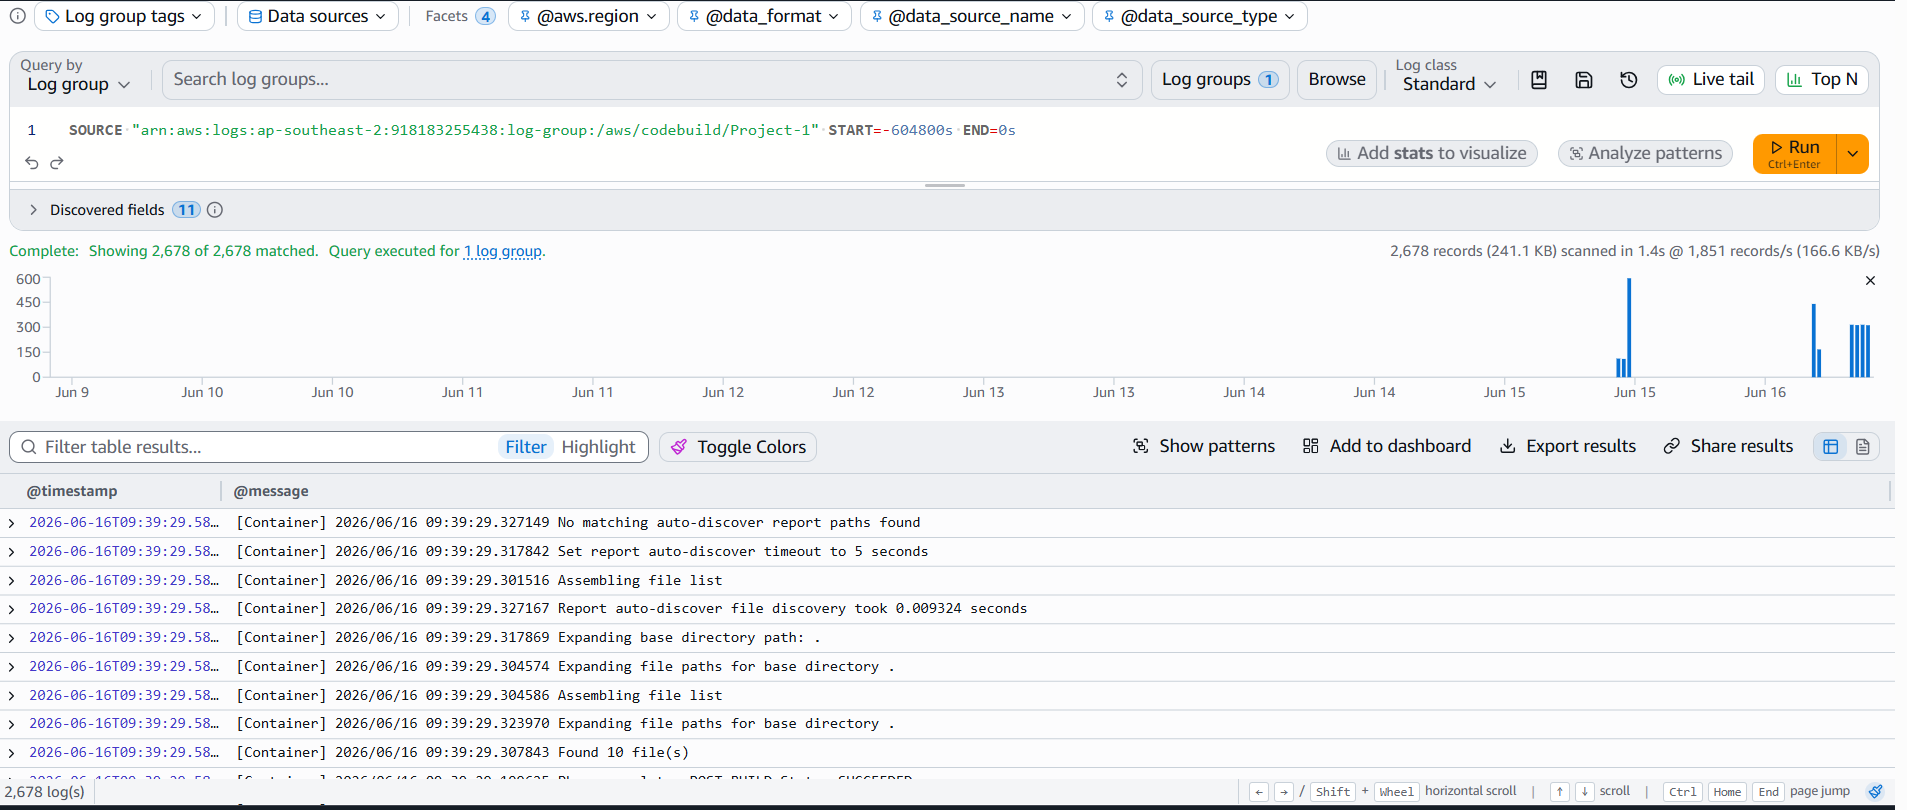 Log group tags Data sources Facets 4 @aws.region @data_format @data_source_name @data_source_type
Query by
Log group
Search log groups...
Log groups 1
Browse
Log class
Standard
Live tail
Top N
1 SOURCE "arn:aws:logs:ap-southeast-2:918183255438:log-group:/aws/codebuild/Project-1" START=-604800s END=0s
Add stats to visualize
Analyze patterns
Run
Ctrl+Enter
Discovered fields 11
Complete: Showing 2,678 of 2,678 matched. Query executed for 1 log group.
2,678 records (241.1 KB) scanned in 1.4s @ 1,851 records/s (166.6 KB/s)
600
450
300
150
0
Jun 9 Jun 10 Jun 10 Jun 11 Jun 11 Jun 12 Jun 12 Jun 13 Jun 13 Jun 14 Jun 14 Jun 15 Jun 15 Jun 16
Filter table results... Filter Highlight Toggle Colors Show patterns Add to dashboard Export results Share results
@timestamp @message
2026-06-16T09:39:29.58… [Container] 2026/06/16 09:39:29.327149 No matching auto-discover report paths found
2026-06-16T09:39:29.58… [Container] 2026/06/16 09:39:29.317842 Set report auto-discover timeout to 5 seconds
2026-06-16T09:39:29.58… [Container] 2026/06/16 09:39:29.301516 Assembling file list
2026-06-16T09:39:29.58… [Container] 2026/06/16 09:39:29.327167 Report auto-discover file discovery took 0.009324 seconds
2026-06-16T09:39:29.58… [Container] 2026/06/16 09:39:29.317869 Expanding base directory path: .
2026-06-16T09:39:29.58… [Container] 2026/06/16 09:39:29.304574 Expanding file paths for base directory .
2026-06-16T09:39:29.58… [Container] 2026/06/16 09:39:29.304586 Assembling file list
2026-06-16T09:39:29.58… [Container] 2026/06/16 09:39:29.323970 Expanding file paths for base directory .
2026-06-16T09:39:29.58… [Container] 2026/06/16 09:39:29.307843 Found 10 file(s)
2,678 log(s)
← → / Shift + Wheel horizontal scroll | ↑ ↓ scroll | Ctrl Home End page jump